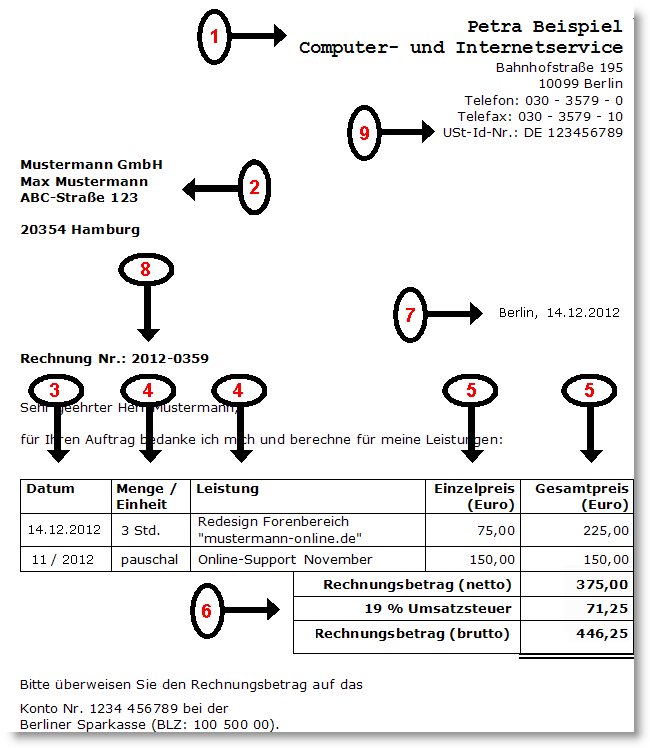 1
Petra Beispiel
Computer- und Internetservice
Bahnhofstraße 195
10099 Berlin
Telefon: 030 - 3579 - 0
Telefax: 030 - 3579 - 10
9
USt-Id-Nr.: DE 123456789
Mustermann GmbH
Max Mustermann
2
ABC-Straße 123
20354 Hamburg
8
7
Berlin, 14.12.2012
Rechnung Nr.: 2012-0359
3 4 4 5 5
Sehr geehrter Herr Mustermann,
für Ihren Auftrag bedanke ich mich und berechne für meine Leistungen:
Datum Menge / Leistung Einzelpreis Gesamtpreis
Einheit (Euro) (Euro)
14.12.2012 3 Std. Redesign Forenbereich 75,00 225,00
"mustermann-online.de"
11 / 2012 pauschal Online-Support November 150,00 150,00
Rechnungsbetrag (netto) 375,00
6
19 % Umsatzsteuer 71,25
Rechnungsbetrag (brutto) 446,25
Bitte überweisen Sie den Rechnungsbetrag auf das
Konto Nr. 1234 456789 bei der
Berliner Sparkasse (BLZ: 100 500 00).